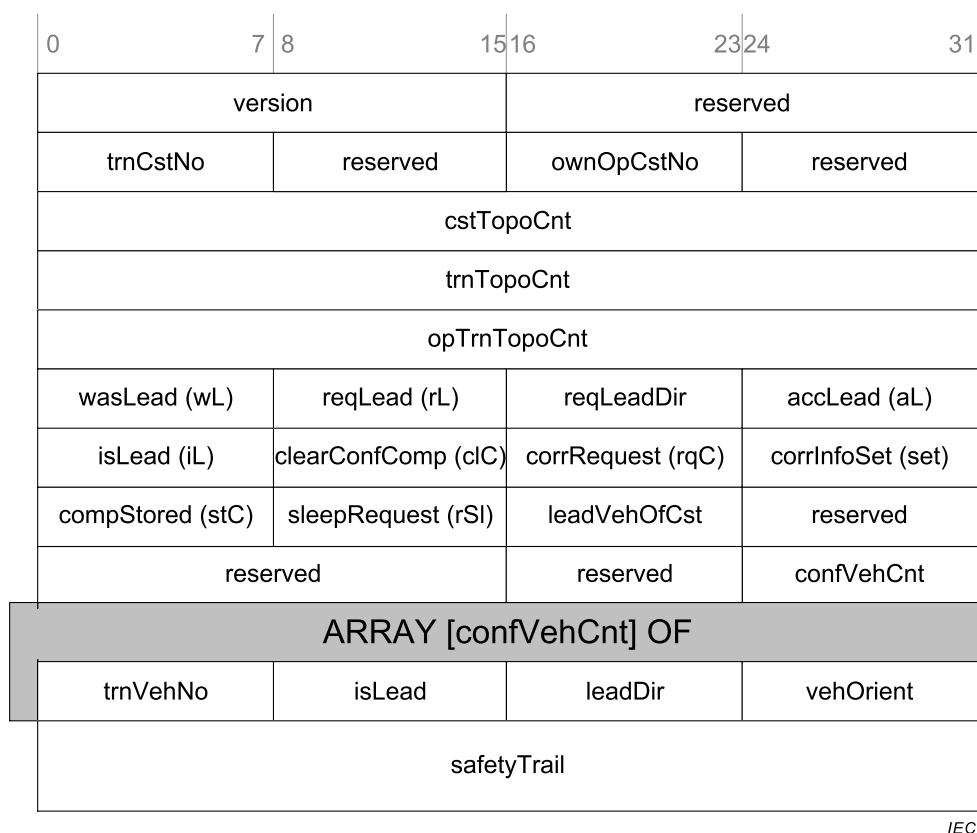 0 7 8 15 16 23 24 31
version reserved
trnCstNo reserved ownOpCstNo reserved
cstTopoCnt
trnTopoCnt
opTrnTopoCnt
wasLead (wL) reqLead (rL) reqLeadDir accLead (aL)
isLead (iL) clearConfComp (clC) corrRequest (rqC) corrInfoSet (set)
compStored (stC) sleepRequest (rSl) leadVehOfCst reserved
reserved reserved confVehCnt
ARRAY [confVehCnt] OF
trnVehNo isLead leadDir vehOrient
safetyTrail
IEC